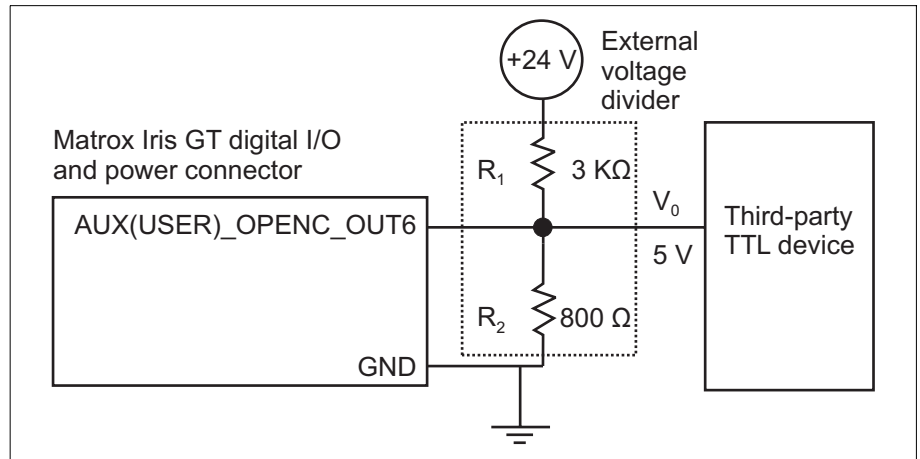 +24 V
External
voltage
divider
Matrox Iris GT digital I/O
and power connector
R₁
3 KΩ
AUX(USER)_OPENC_OUT6
V₀
5 V
Third-party
TTL device
R₂
800 Ω
GND